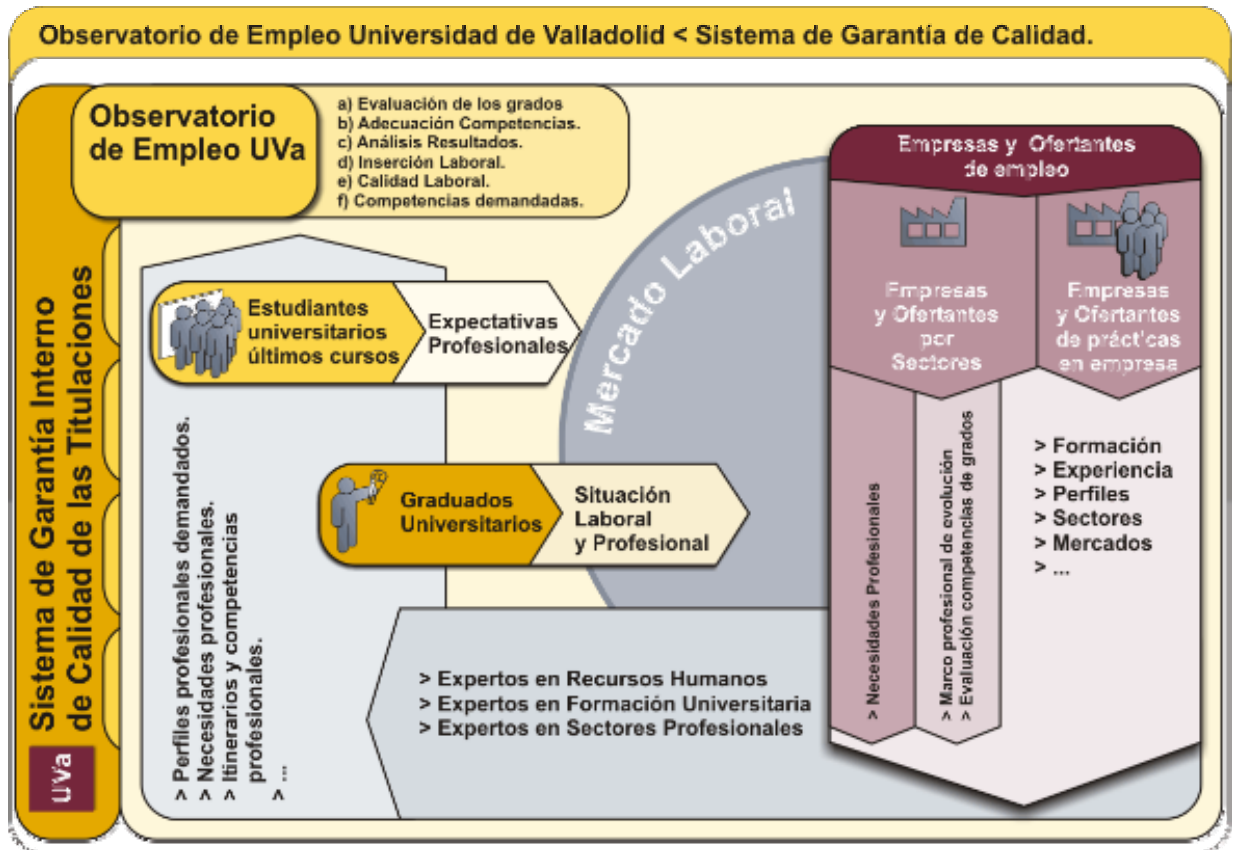 Observatorio de Empleo Universidad de Valladolid < Sistema de Garantía de Calidad.
Sistema de Garantía Interno
de Calidad de las Titulaciones
UVa
Observatorio
de Empleo UVa
a) Evaluación de los grados
b) Adecuación Competencias.
c) Análisis Resultados.
d) Inserción Laboral.
e) Calidad Laboral.
f) Competencias demandadas.
Estudiantes
universitarios
últimos cursos
Expectativas
Profesionales
Mercado Laboral
Graduados
Universitarios
Situación
Laboral
y Profesional
> Perfiles profesionales demandados.
> Necesidades profesionales.
> Itinerarios y competencias
profesionales.
> ...
> Expertos en Recursos Humanos
> Expertos en Formación Universitaria
> Expertos en Sectores Profesionales
Empresas y Ofertantes
de empleo
Empresas
y Ofertantes
por
Sectores
Empresas
y Ofertantes
de prácticas
en empresa
> Necesidades Profesionales
> Marco profesional de evolución
> Evaluación competencias de grados
> Formación
> Experiencia
> Perfiles
> Sectores
> Mercados
> ...